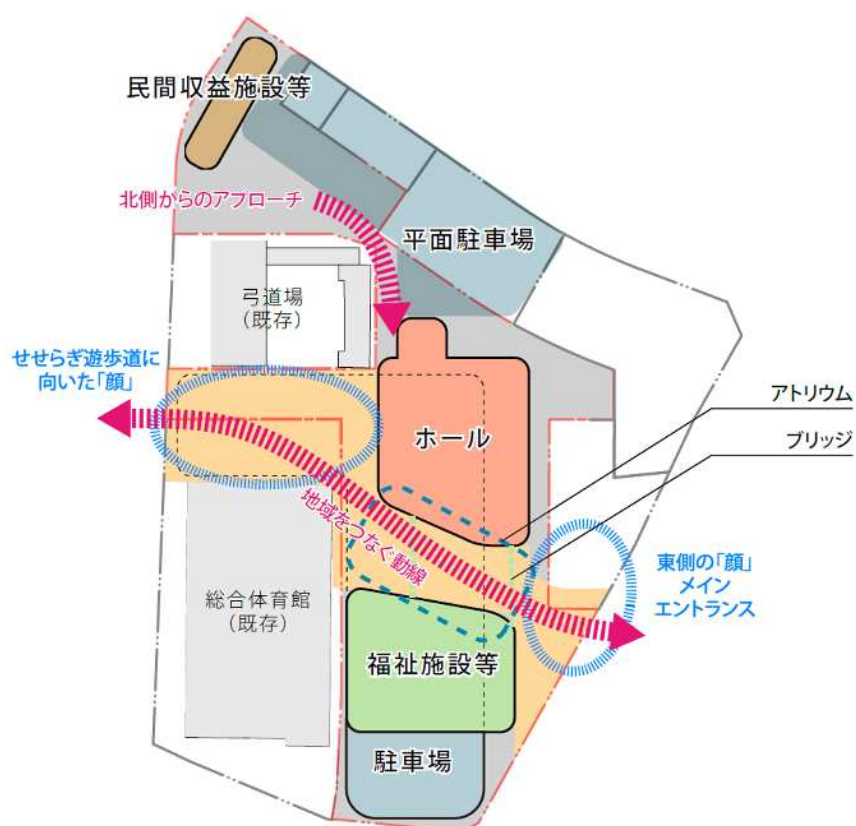 民間収益施設等
北側からのアプローチ
平面駐車場
弓道場
(既存)
せせらぎ遊歩道に
向いた「顔」
アトリウム
ブリッジ
ホール
地域をつなぐ動線
東側の「顔」
メイン
エントランス
総合体育館
(既存)
福祉施設等
駐車場